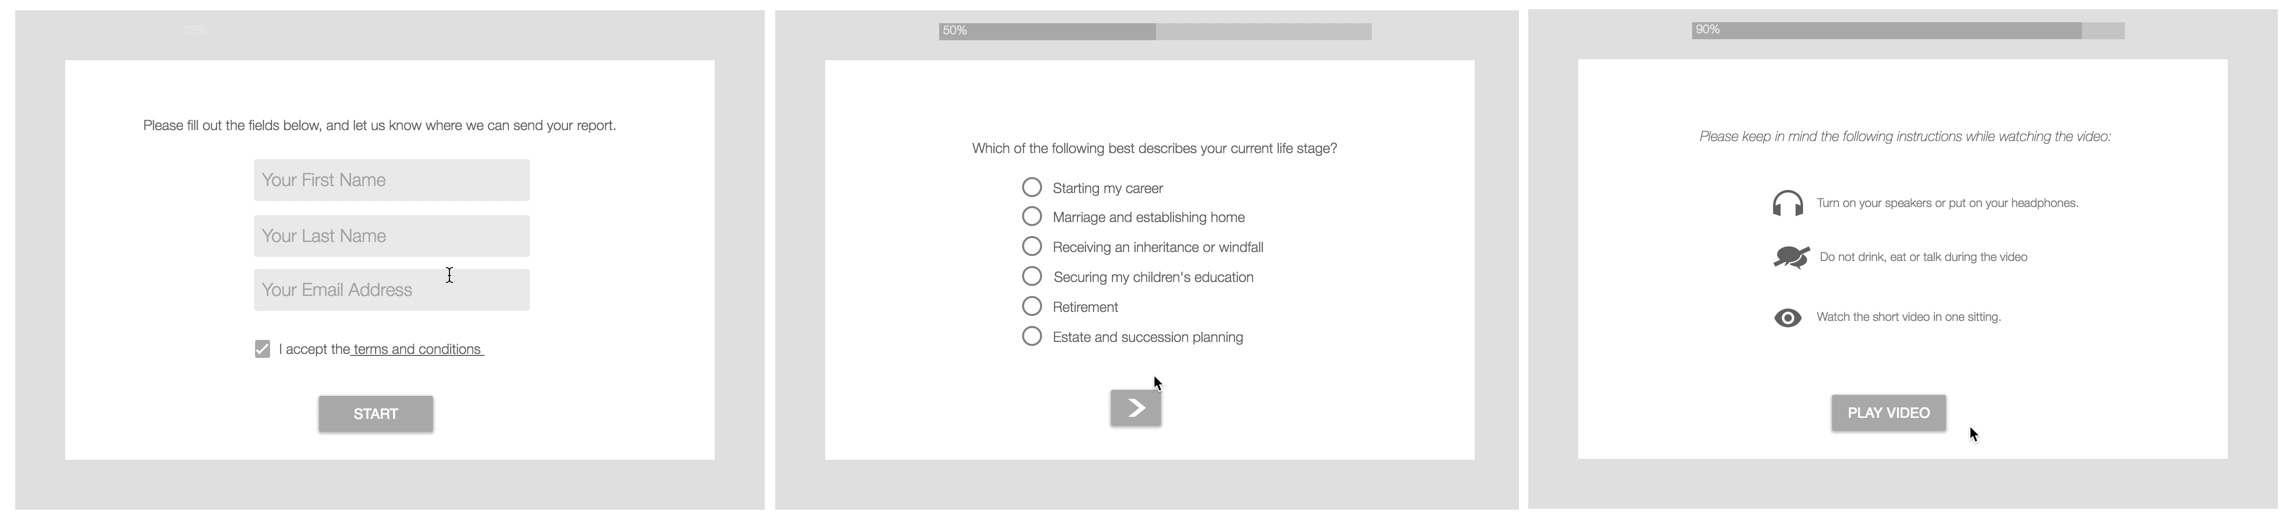 25%
Please fill out the fields below, and let us know where we can send your report.
Your First Name
Your Last Name
Your Email Address
I accept the terms and conditions
START
50%
Which of the following best describes your current life stage?
Starting my career
Marriage and establishing home
Receiving an inheritance or windfall
Securing my children's education
Retirement
Estate and succession planning
90%
Please keep in mind the following instructions while watching the video:
Turn on your speakers or put on your headphones.
Do not drink, eat or talk during the video
Watch the short video in one sitting.
PLAY VIDEO